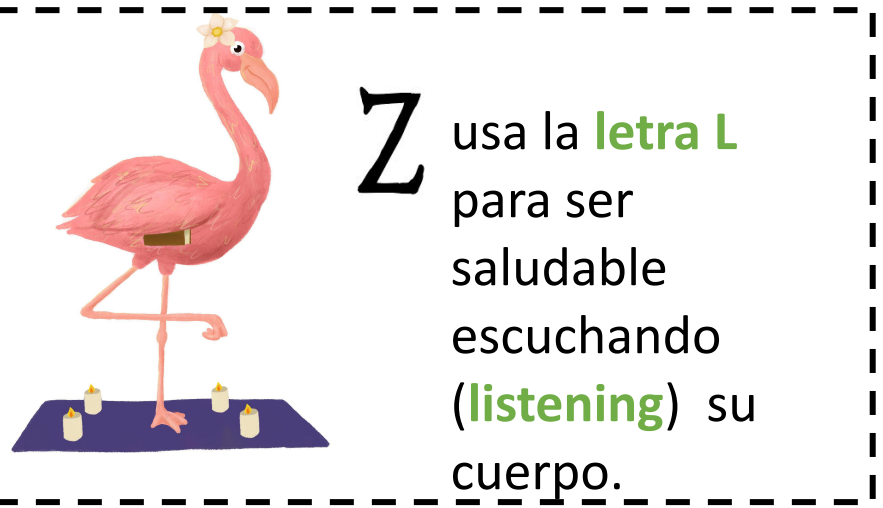 Z
usa la letra L
para ser
saludable
escuchando
(listening) su
cuerpo.